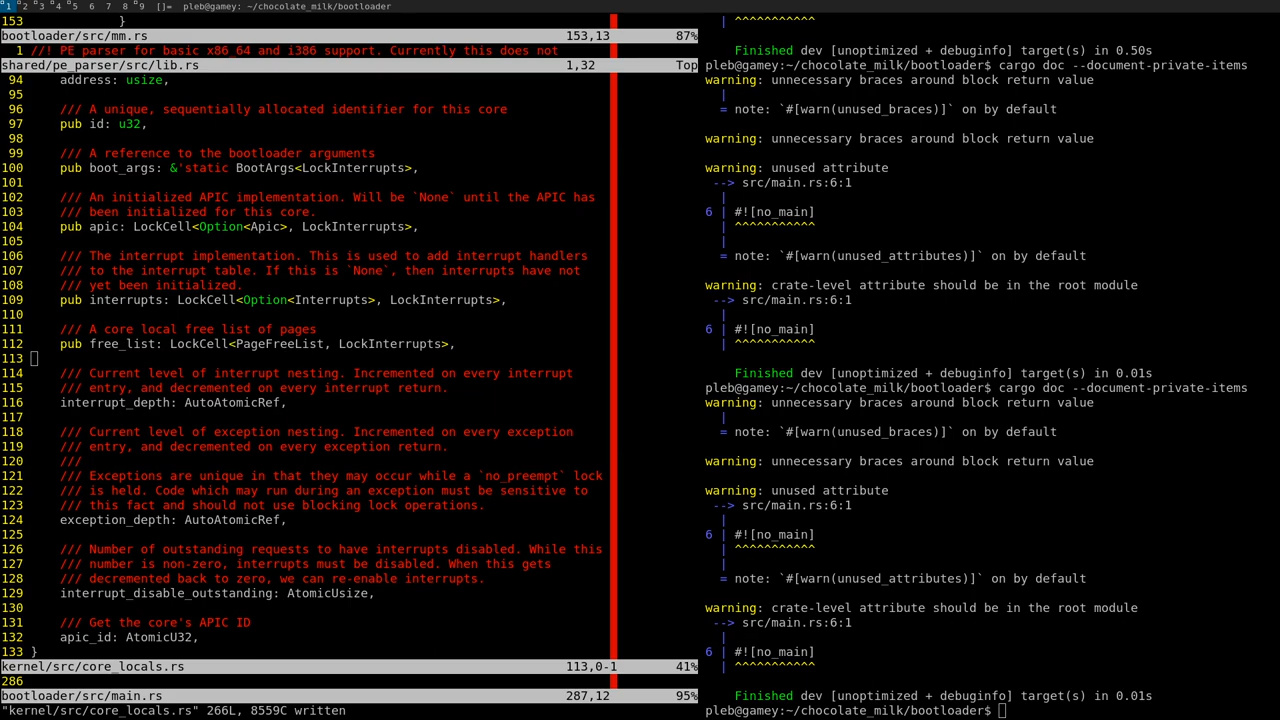 1 2 3 4 5 6 7 8 9 []= pleb@gamey: ~/chocolate_milk/bootloader
153             }
bootloader/src/mm.rs 153,13 87%
1 //! PE parser for basic x86_64 and i386 support. Currently this does not
shared/pe_parser/src/lib.rs 1,32 Top
94     address: usize,
95
96     /// A unique, sequentially allocated identifier for this core
97     pub id: u32,
98
99     /// A reference to the bootloader arguments
100     pub boot_args: &'static BootArgs<LockInterrupts>,
101
102     /// An initialized APIC implementation. Will be `None` until the APIC has
103     /// been initialized for this core.
104     pub apic: LockCell<Option<Apic>, LockInterrupts>,
105
106     /// The interrupt implementation. This is used to add interrupt handlers
107     /// to the interrupt table. If this is `None`, then interrupts have not
108     /// yet been initialized.
109     pub interrupts: LockCell<Option<Interrupts>, LockInterrupts>,
110
111     /// A core local free list of pages
112     pub free_list: LockCell<PageFreeList, LockInterrupts>,
113
114     /// Current level of interrupt nesting. Incremented on every interrupt
115     /// entry, and decremented on every interrupt return.
116     interrupt_depth: AutoAtomicRef,
117
118     /// Current level of exception nesting. Incremented on every exception
119     /// entry, and decremented on every exception return.
120     ///
121     /// Exceptions are unique in that they may occur while a `no_preempt` lock
122     /// is held. Code which may run during an exception must be sensitive to
123     /// this fact and should not use blocking lock operations.
124     exception_depth: AutoAtomicRef,
125
126     /// Number of outstanding requests to have interrupts disabled. While this
127     /// number is non-zero, interrupts must be disabled. When this gets
128     /// decremented back to zero, we can re-enable interrupts.
129     interrupt_disable_outstanding: AtomicUsize,
130
131     /// Get the core's APIC ID
132     apic_id: AtomicU32,
133 }
kernel/src/core_locals.rs 113,0-1 41%
286
bootloader/src/main.rs 287,12 95%
"kernel/src/core_locals.rs" 266L, 8559C written
  | ^^^^^^^^^^^

    Finished dev [unoptimized + debuginfo] target(s) in 0.50s
pleb@gamey:~/chocolate_milk/bootloader$ cargo doc --document-private-items
warning: unnecessary braces around block return value
  |
  = note: `#[warn(unused_braces)]` on by default

warning: unnecessary braces around block return value

warning: unused attribute
 --> src/main.rs:6:1
  |
6 | #![no_main]
  | ^^^^^^^^^^^
  |
  = note: `#[warn(unused_attributes)]` on by default

warning: crate-level attribute should be in the root module
 --> src/main.rs:6:1
  |
6 | #![no_main]
  | ^^^^^^^^^^^

    Finished dev [unoptimized + debuginfo] target(s) in 0.01s
pleb@gamey:~/chocolate_milk/bootloader$ cargo doc --document-private-items
warning: unnecessary braces around block return value
  |
  = note: `#[warn(unused_braces)]` on by default

warning: unnecessary braces around block return value

warning: unused attribute
 --> src/main.rs:6:1
  |
6 | #![no_main]
  | ^^^^^^^^^^^
  |
  = note: `#[warn(unused_attributes)]` on by default

warning: crate-level attribute should be in the root module
 --> src/main.rs:6:1
  |
6 | #![no_main]
  | ^^^^^^^^^^^

    Finished dev [unoptimized + debuginfo] target(s) in 0.01s
pleb@gamey:~/chocolate_milk/bootloader$